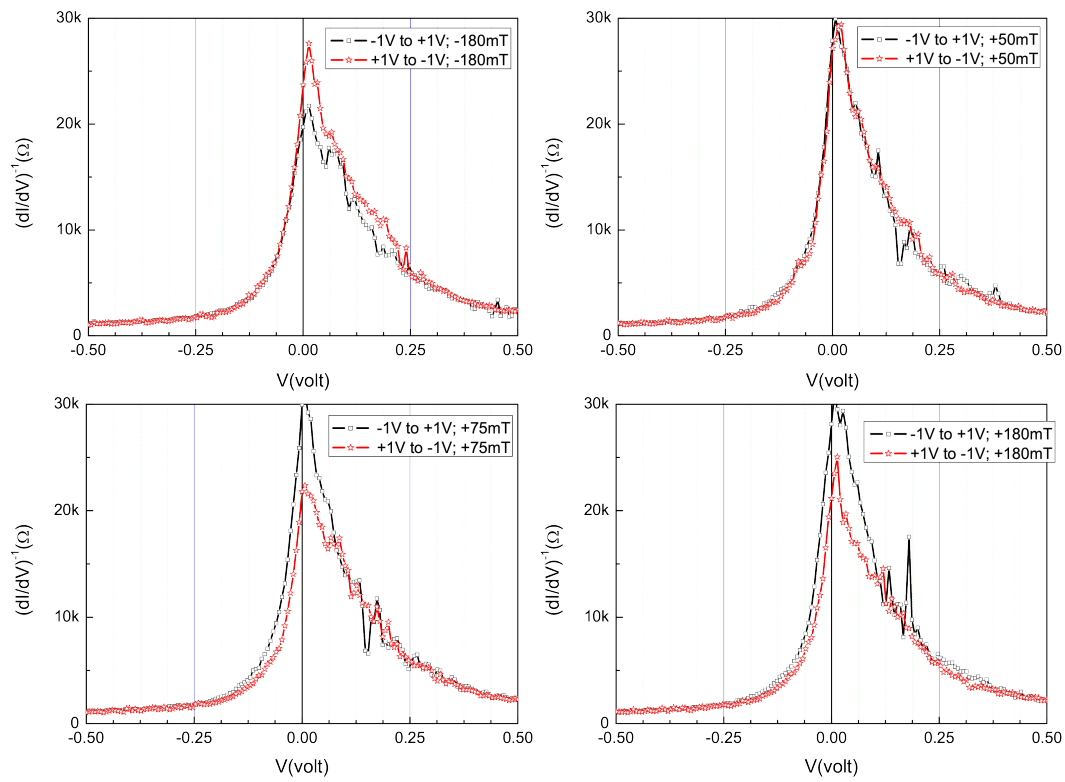 30k
-1V to +1V; -180mT
+1V to -1V; -180mT
20k
(dI/dV)⁻¹(Ω)
10k
0
-0.50 -0.25 0.00 0.25 0.50
V(volt)
30k
-1V to +1V; +50mT
+1V to -1V; +50mT
20k
(dI/dV)⁻¹(Ω)
10k
0
-0.50 -0.25 0.00 0.25 0.50
V(volt)
30k
-1V to +1V; +75mT
+1V to -1V; +75mT
20k
(dI/dV)⁻¹(Ω)
10k
0
-0.50 -0.25 0.00 0.25 0.50
V(volt)
30k
-1V to +1V; +180mT
+1V to -1V; +180mT
20k
(dI/dV)⁻¹(Ω)
10k
0
-0.50 -0.25 0.00 0.25 0.50
V(volt)